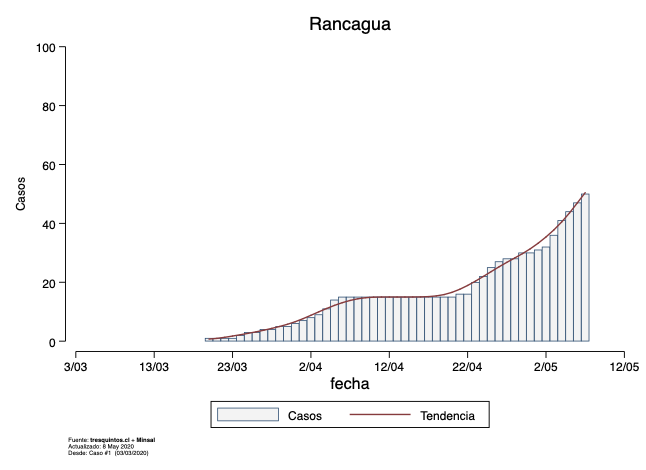 Rancagua
100
80
60
40
20
0
Casos
3/03 13/03 23/03 2/04 12/04 22/04 2/05 12/05
fecha
Casos Tendencia
Fuente: tresquintos.cl + Minsal
Actualizado: 8 May 2020
Desde: Caso #1 (03/03/2020)